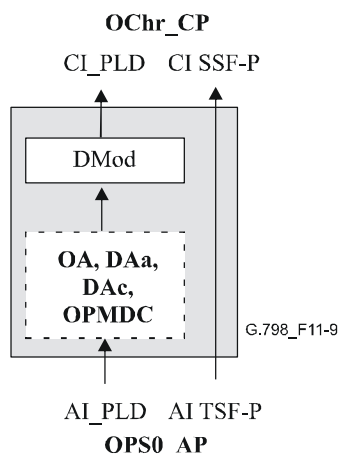 OChr_CP
CI_PLD CI SSF-P
DMod
OA, DAa,
DAc,
OPMDC
G.798_F11-9
AI_PLD AI TSF-P
OPS0_AP